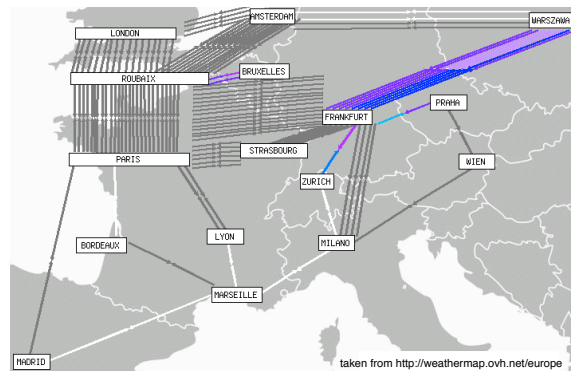 AMSTERDAM
WARSZAWA
LONDON
BRUXELLES
ROUBAIX
PRAHA
FRANKFURT
STRASBOURG
PARIS
WIEN
ZURICH
LYON
BORDEAUX
MILANO
MARSEILLE
MADRID
taken from http://weathermap.ovh.net/europe